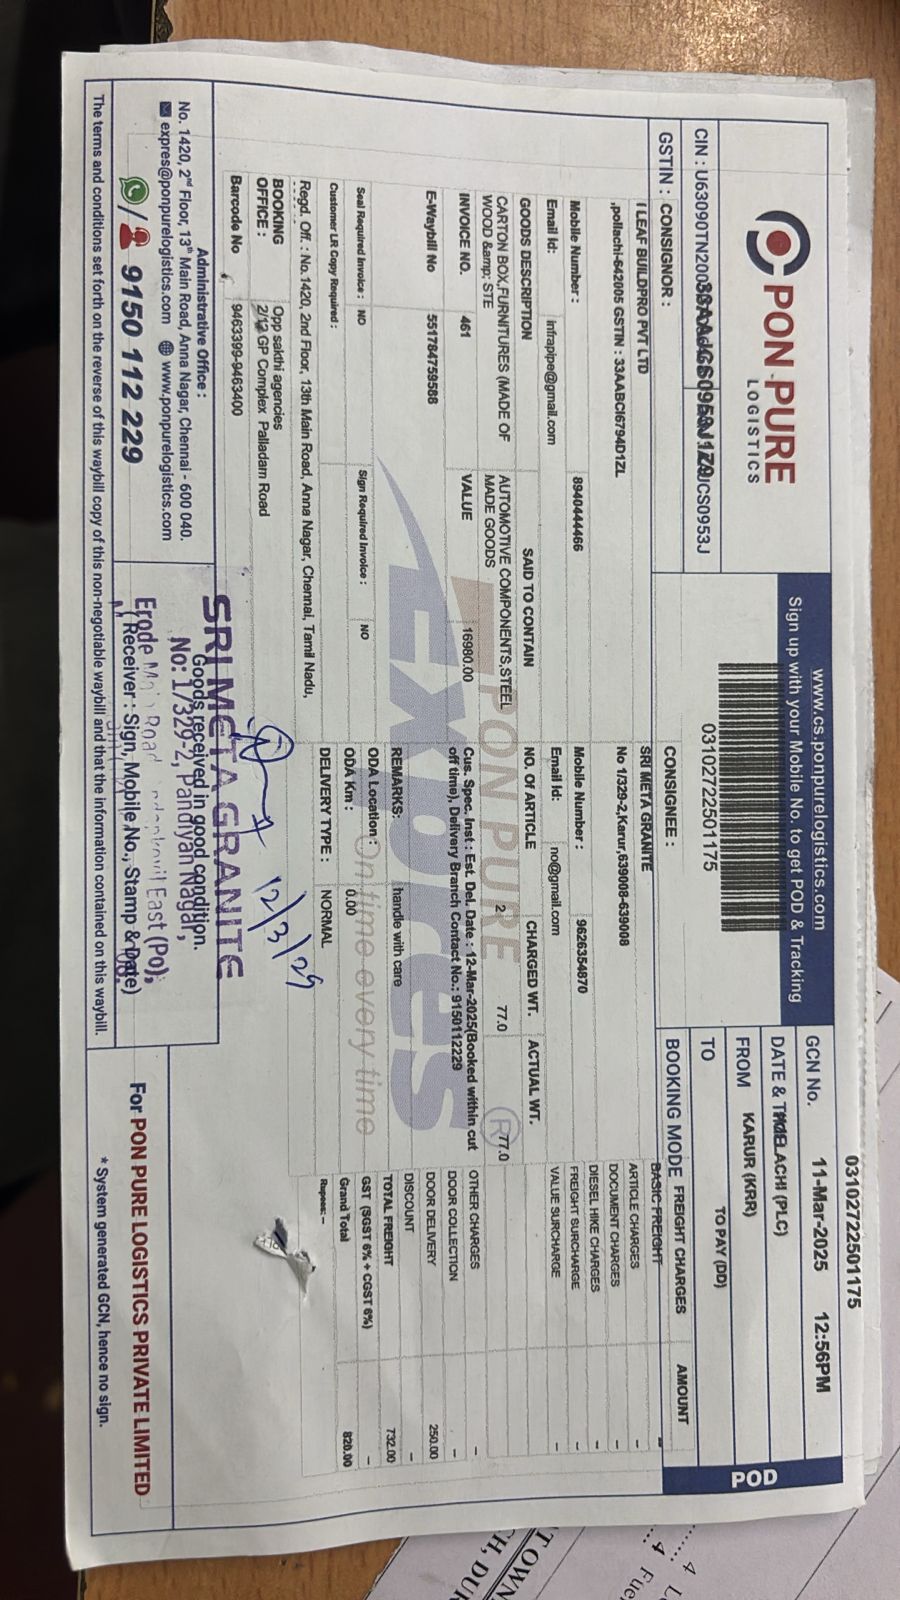 PON PURE
LOGISTICS
CIN : U63090TN2003
33AAJCS0953J1Z9
JCS0953J
www.cs.ponpurelogistics.com
Sign up with your Mobile No. to get POD & Tracking
0310272250‍1175
GCN No.
03102722501175
11-Mar-2025 12:56PM
DATE &
POLLACHI (PLC)
FROM KARUR (KRR)
TO
TO PAY (DD)
POD
GSTIN : CONSIGNOR :
I LEAF BUILDPRO PVT LTD
,pollachi-642005 GSTIN : 33AABCI6794D1ZL
Mobile Number : 8940444466
Email Id: infrapipe@gmail.com
CONSIGNEE :
SRI META GRANITE
No 1/329-2,Karur,639008-639008
Mobile Number : 9626354870
Email Id: no@gmail.com
BOOKING MODE FREIGHT CHARGES AMOUNT
BASIC FREIGHT –
ARTICLE CHARGES –
DOCUMENT CHARGES –
DIESEL HIKE CHARGES –
FREIGHT SURCHARGE –
VALUE SURCHARGE –
GOODS DESCRIPTION SAID TO CONTAIN NO. Of ARTICLE CHARGED WT. ACTUAL WT.
CARTON BOX,FURNITURES (MADE OF
WOOD &amp; STE
AUTOMOTIVE COMPONENTS,STEEL
MADE GOODS
2 77.0 77.0
INVOICE NO. 461 VALUE 16980.00
Cus. Spec. Inst : Est. Del. Date : 12-Mar-2025(Booked within cut
off time), Delivery Branch Contact No.: 9150112229
E-Waybill No 551784759588
OTHER CHARGES –
DOOR COLLECTION –
DOOR DELIVERY 250.00
DISCOUNT –
TOTAL FREIGHT 732.00
GST (SGST 6% + CGST 6%) –
Grand Total 820.00
Rupees: –
REMARKS: handle with care
Seal Required Invoice : NO Sign Required Invoice : NO
ODA Location :
Customer LR Copy Required :
ODA Km : 0.00
DELIVERY TYPE : NORMAL
PON PURE
Expres
®
On time every time
Regd. Off. : No.1420, 2nd Floor, 13th Main Road, Anna Nagar, Chennai, Tamil Nadu,
BOOKING
OFFICE :
Opp sakthi agencies
2/12 GP Complex Palladam Road
Barcode No 9463399-9463400
12/3/25
SRI META GRANITE
No: 1/329-2, Pandiyan Nagar,
Erode Main Road
East (Po),
Goods received in good condition.
( Receiver : Sign, Mobile No., Stamp & Date)
Administrative Office :
No. 1420, 2nd Floor, 13th Main Road, Anna Nagar, Chennai - 600 040.
expres@ponpurelogistics.com www.ponpurelogistics.com
9150 112 229
For PON PURE LOGISTICS PRIVATE LIMITED
* System generated GCN, hence no sign.
The terms and conditions set forth on the reverse of this waybill copy of this non-negotiable waybill and that the information contained on this waybill.